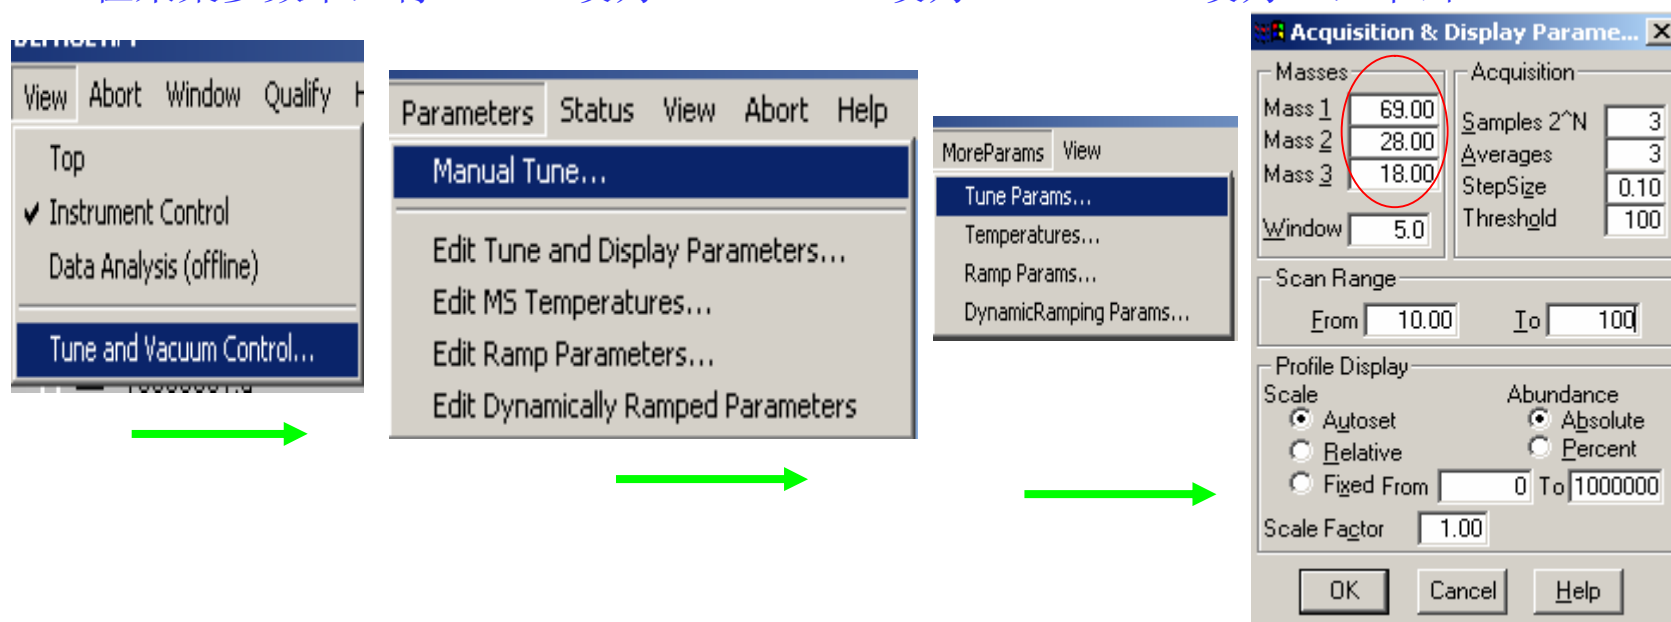 View Abort Window Qualify
Top
✔ Instrument Control
Data Analysis (offline)
Tune and Vacuum Control...
Parameters Status View Abort Help
Manual Tune...
Edit Tune and Display Parameters...
Edit MS Temperatures...
Edit Ramp Parameters...
Edit Dynamically Ramped Parameters
MoreParams View
Tune Params...
Temperatures...
Ramp Params...
DynamicRamping Params...
Acquisition & Display Parame...
Masses
Mass 1 69.00
Mass 2 28.00
Mass 3 18.00
Window 5.0
Acquisition
Samples 2^N 3
Averages 3
StepSize 0.10
Threshold 100
Scan Range
From 10.00 To 100
Profile Display
Scale
Autoset
Relative
Fixed From 0 To 1000000
Abundance
Absolute
Percent
Scale Factor 1.00
OK Cancel Help